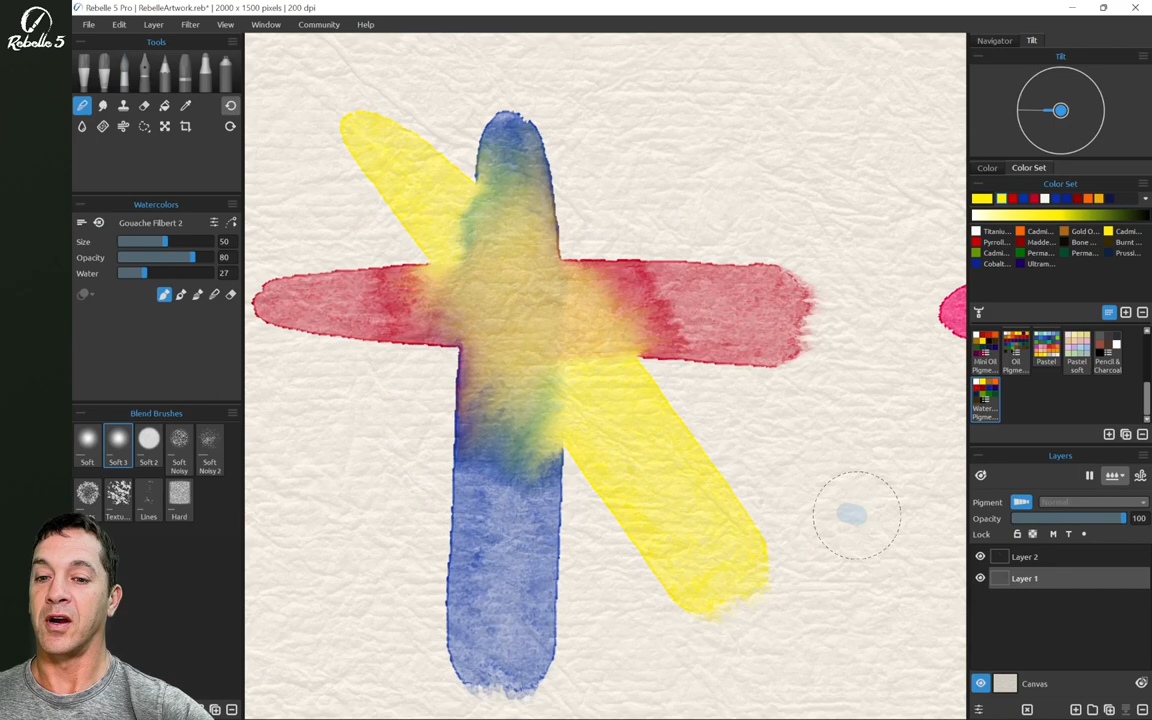 Rebelle 5
Rebelle 5 Pro | RebelleArtwork.reb* | 2000 x 1500 pixels | 200 dpi
File Edit Layer Filter View Window Community Help
Tools
Watercolors
Gouache Filbert 2
Size 50
Opacity 80
Water 27
Blend Brushes
Soft Soft 3 Soft 2 Soft Noisy Soft Noisy 2
Textu... Lines Hard
Navigator Tilt
Tilt
Color Color Set
Color Set
Titaniu... Cadmi... Gold O... Cadmi...
Pyrroli... Madde... Bone ... Burnt ...
Cadmi... Perma... Perma... Prussi...
Cobalt... Ultram...
Mini Oil Pigme... Oil Pigme... Pastel Pastel soft Pencil & Charcoal
Water... Pigme...
Layers
Pigment Normal
Opacity 100
Lock M T
Layer 2
Layer 1
Canvas